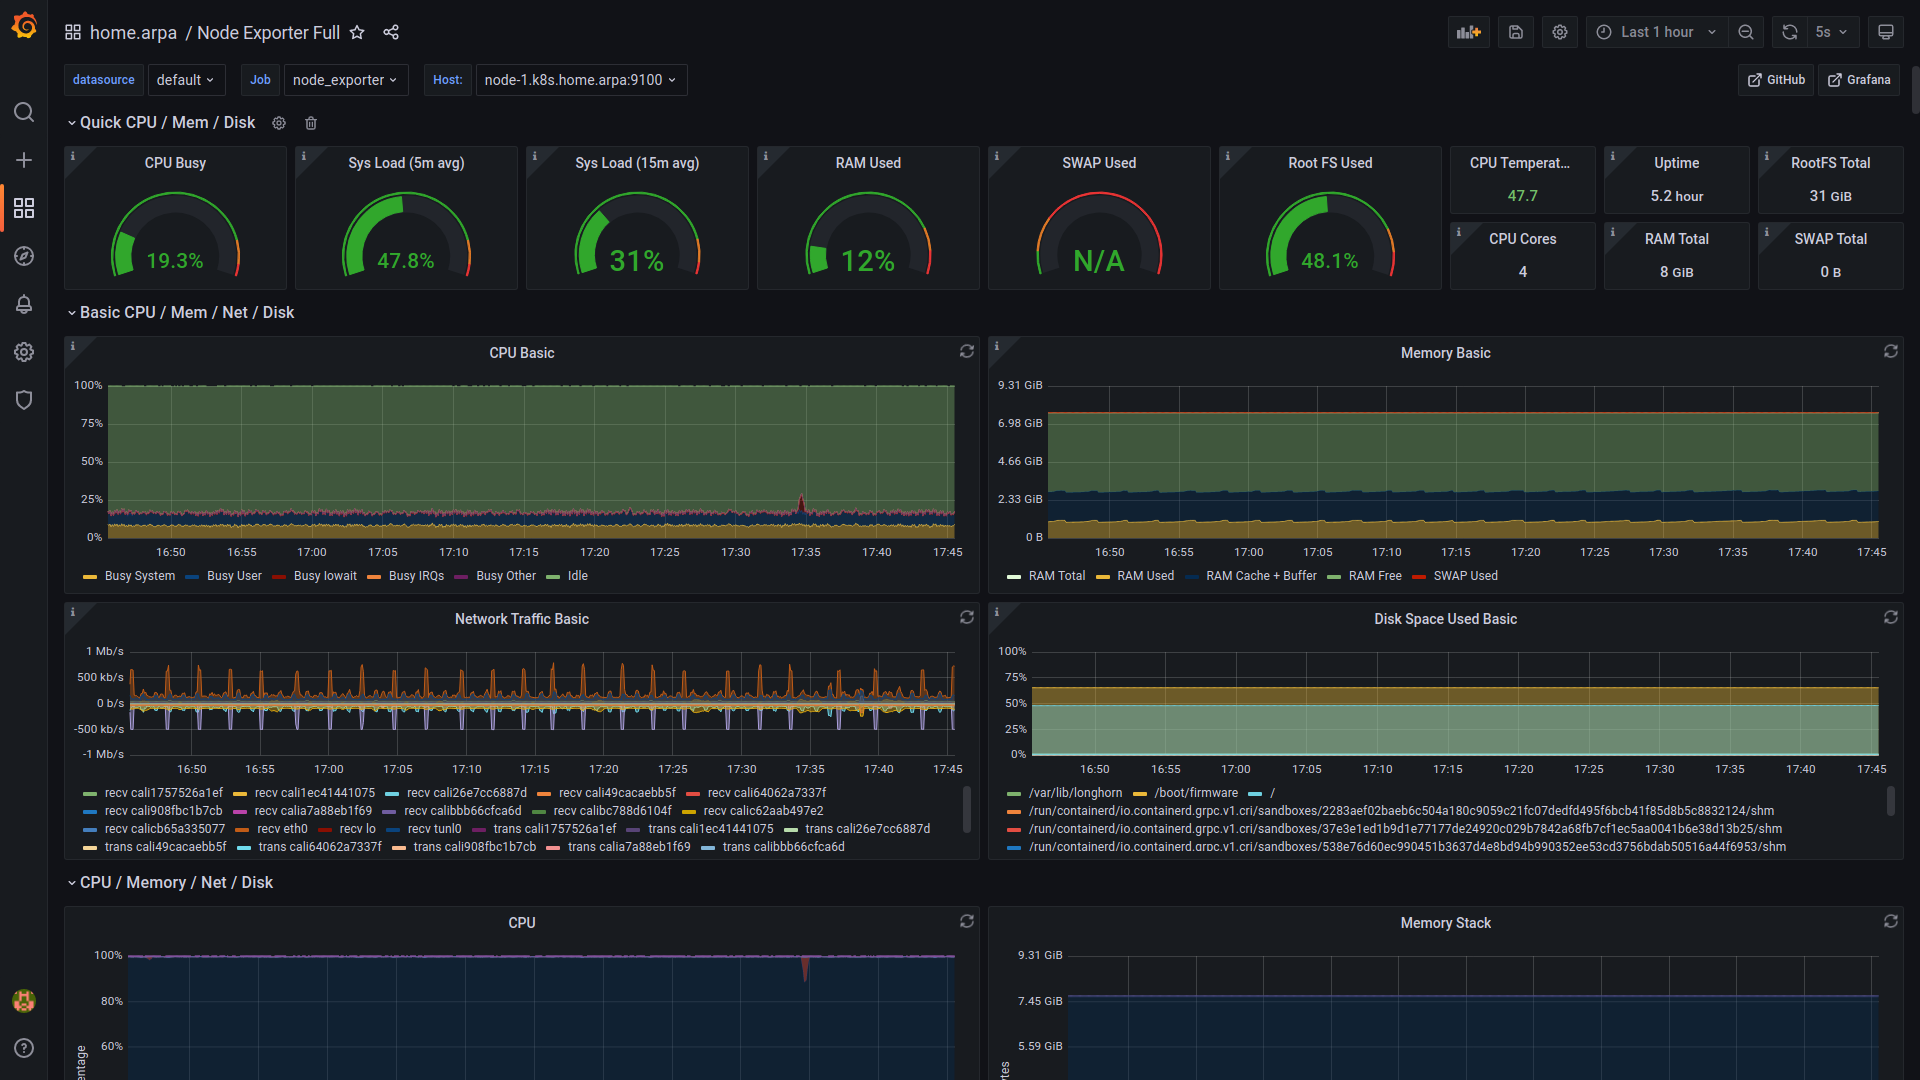 home.arpa / Node Exporter Full
Last 1 hour
5s
datasource default Job node_exporter Host: node-1.k8s.home.arpa:9100 GitHub Grafana
Quick CPU / Mem / Disk
CPU Busy
19.3%
Sys Load (5m avg)
47.8%
Sys Load (15m avg)
31%
RAM Used
12%
SWAP Used
N/A
Root FS Used
48.1%
CPU Temperat...
47.7
Uptime
5.2 hour
RootFS Total
31 GiB
CPU Cores
4
RAM Total
8 GiB
SWAP Total
0 B
Basic CPU / Mem / Net / Disk
CPU Basic
100%
75%
50%
25%
0%
16:50 16:55 17:00 17:05 17:10 17:15 17:20 17:25 17:30 17:35 17:40 17:45
Busy System Busy User Busy Iowait Busy IRQs Busy Other Idle
Memory Basic
9.31 GiB
6.98 GiB
4.66 GiB
2.33 GiB
0 B
16:50 16:55 17:00 17:05 17:10 17:15 17:20 17:25 17:30 17:35 17:40 17:45
RAM Total RAM Used RAM Cache + Buffer RAM Free SWAP Used
Network Traffic Basic
1 Mb/s
500 kb/s
0 b/s
-500 kb/s
-1 Mb/s
16:50 16:55 17:00 17:05 17:10 17:15 17:20 17:25 17:30 17:35 17:40 17:45
recv cali1757526a1ef recv cali1ec41441075 recv cali26e7cc6887d recv cali49cacaebb5f recv cali64062a7337f
recv cali908fbc1b7cb recv calia7a88eb1f69 recv calibbb66cfca6d recv calibc788d6104f recv calic62aab497e2
recv calicb65a335077 recv eth0 recv lo recv tunl0 trans cali1757526a1ef trans cali1ec41441075 trans cali26e7cc6887d
trans cali49cacaebb5f trans cali64062a7337f trans cali908fbc1b7cb trans calia7a88eb1f69 trans calibbb66cfca6d
Disk Space Used Basic
100%
75%
50%
25%
0%
16:50 16:55 17:00 17:05 17:10 17:15 17:20 17:25 17:30 17:35 17:40 17:45
/var/lib/longhorn /boot/firmware /
/run/containerd/io.containerd.grpc.v1.cri/sandboxes/2283aef02baeb6c504a180c9059c21fc07dedfd495f6bcb41f85d8b5c8832124/shm
/run/containerd/io.containerd.grpc.v1.cri/sandboxes/37e3e1ed1b9d1e77177de24920c029b7842a68fb7cf1ec5aa0041b6e38d13b25/shm
/run/containerd/io.containerd.grpc.v1.cri/sandboxes/538e76d60ec990451b3637d4e8bd94b990352ee53cd3756bdab50516a44f6953/shm
CPU / Memory / Net / Disk
CPU
100%
80%
60%
entage
Memory Stack
9.31 GiB
7.45 GiB
5.59 GiB
ytes